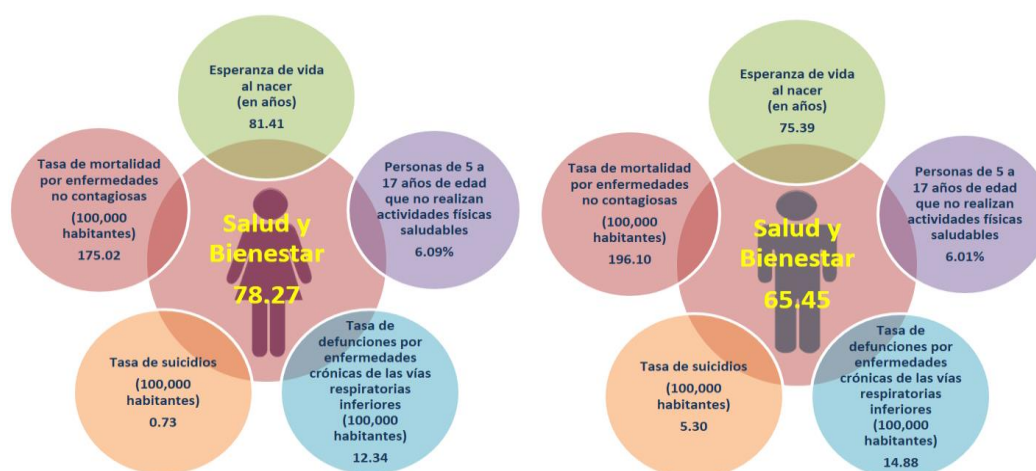 Esperanza de vida
al nacer
(en años)
81.41
Tasa de mortalidad
por enfermedades
no contagiosas
(100,000
habitantes)
175.02
Personas de 5 a
17 años de edad
que no realizan
actividades físicas
saludables
6.09%
Salud y
Bienestar
78.27
Tasa de suicidios
(100,000
habitantes)
0.73
Tasa de
defunciones por
enfermedades
crónicas de las vías
respiratorias
inferiores
(100,000
habitantes)
12.34
Esperanza de vida
al nacer
(en años)
75.39
Tasa de mortalidad
por enfermedades
no contagiosas
(100,000
habitantes)
196.10
Personas de 5 a
17 años de edad
que no realizan
actividades físicas
saludables
6.01%
Salud y
Bienestar
65.45
Tasa de suicidios
(100,000
habitantes)
5.30
Tasa de
defunciones por
enfermedades
crónicas de las vías
respiratorias
inferiores
(100,000
habitantes)
14.88